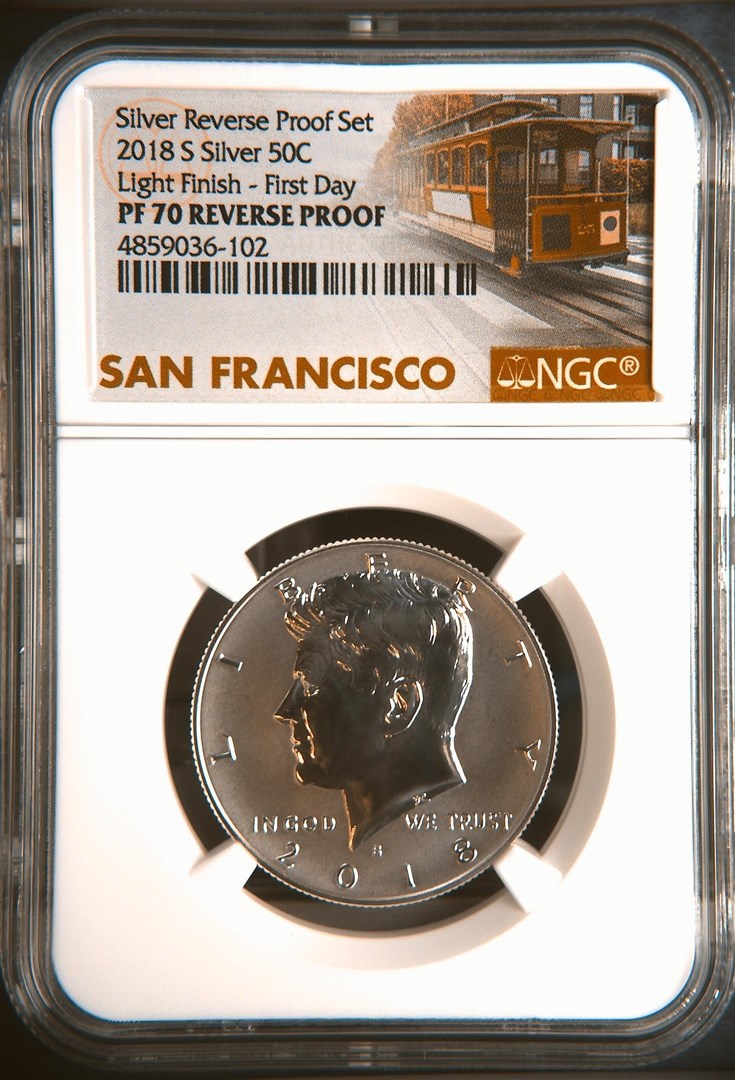 Silver Reverse Proof Set
2018 S Silver 50C
Light Finish - First Day
PF 70 REVERSE PROOF
4859036-102
SAN FRANCISCO
NGC®
LIBERTY
IN GOD WE TRUST
S
2018